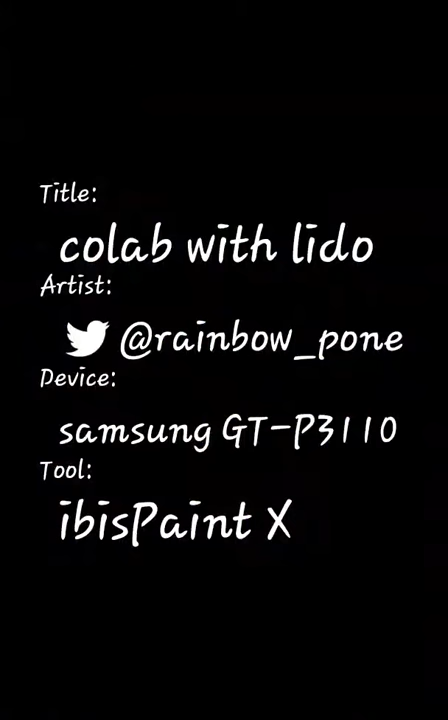 Title:
colab with lido
Artist:
@rainbow_pone
Device:
samsung GT-P3110
Tool:
ibisPaint X